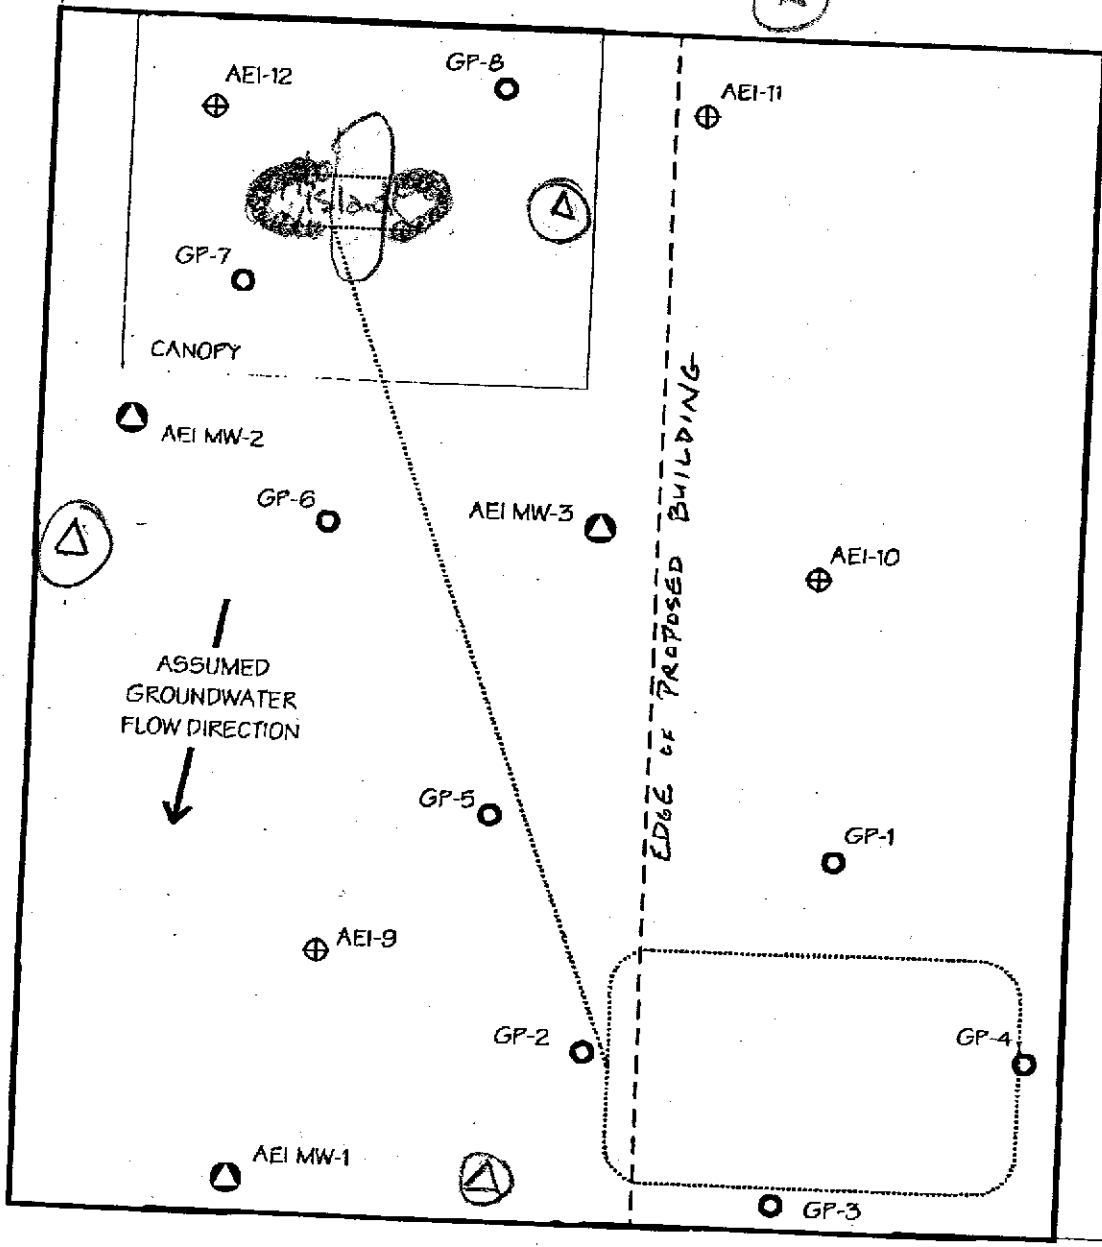 GP-8
AEI-12
AEI-11
Island
GP-7
CANOPY
AEI MW-2
GP-6
AEI MW-3
EDGE OF PROPOSED BUILDING
AEI-10
ASSUMED
GROUNDWATER
FLOW DIRECTION
GP-5
GP-1
AEI-9
GP-2
GP-4
AEI MW-1
GP-3